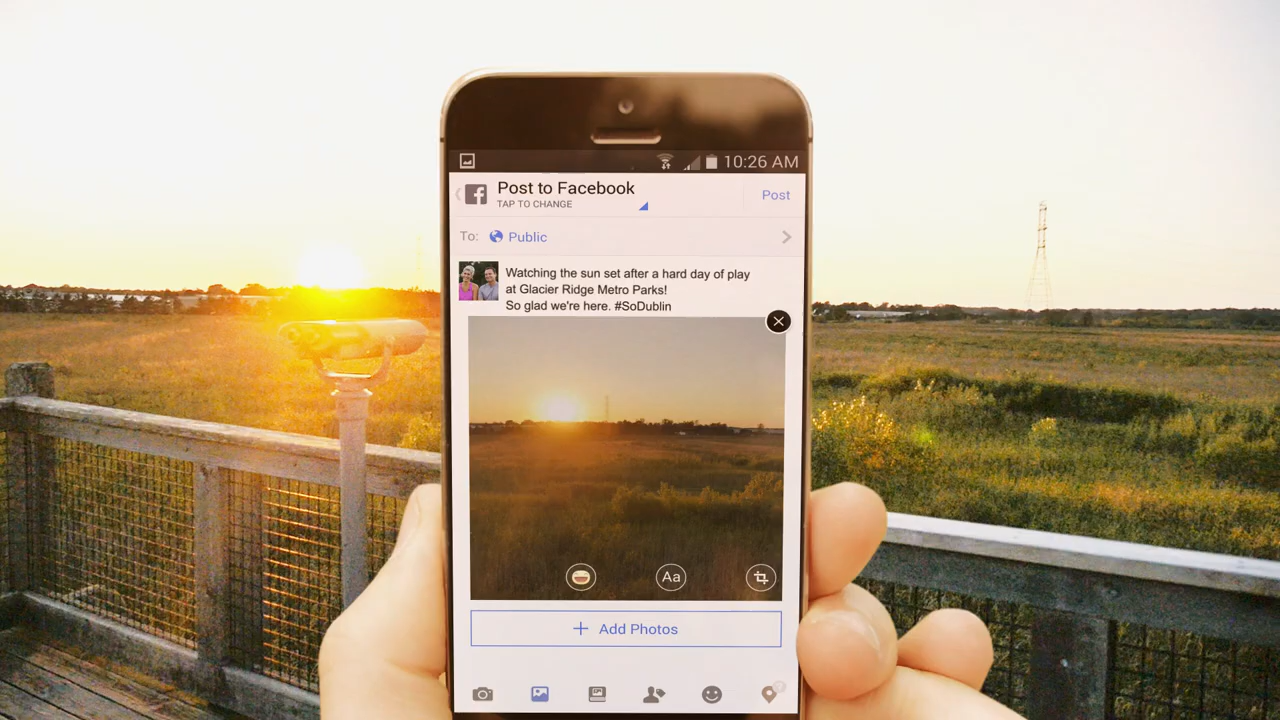 10:26 AM
Post to Facebook
TAP TO CHANGE
Post
To: Public
Watching the sun set after a hard day of play
at Glacier Ridge Metro Parks!
So glad we're here. #SoDublin
Aa
+ Add Photos